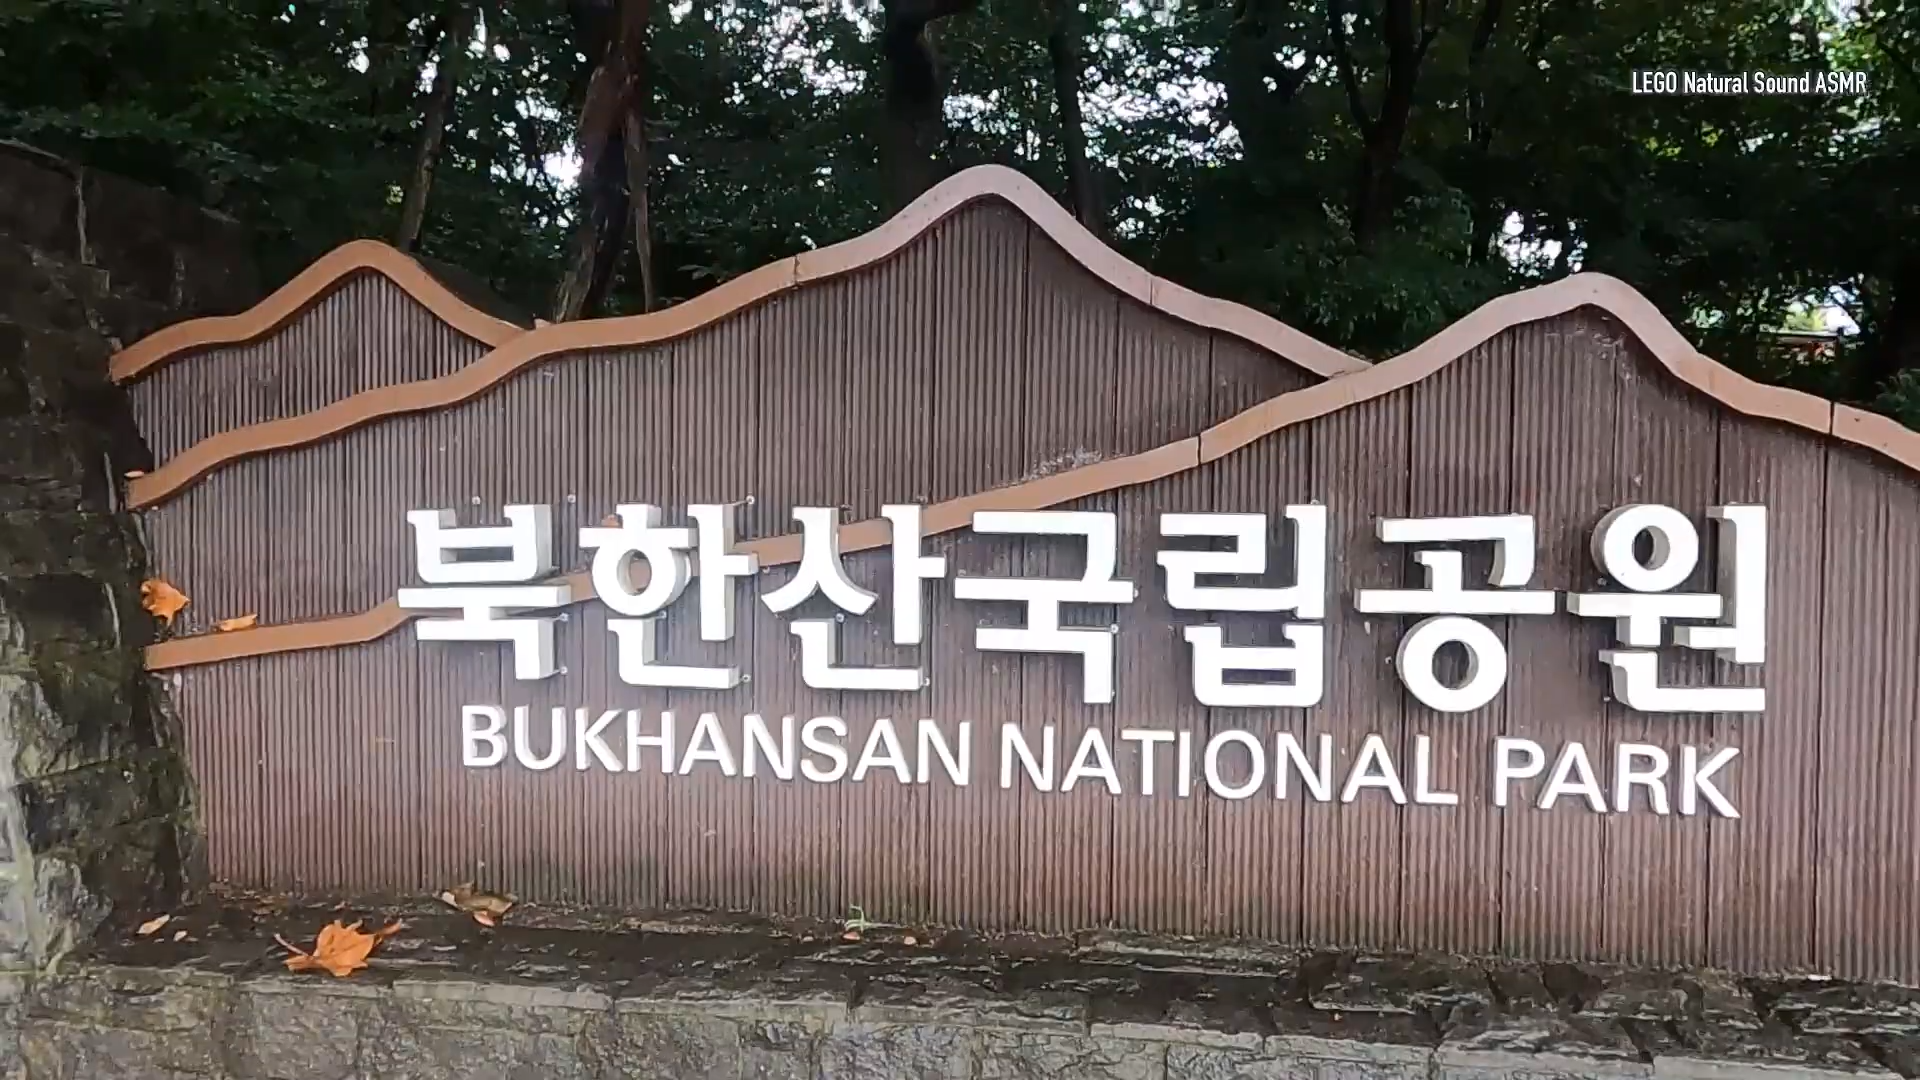 LEGO Natural Sound ASMR
북한산국립공원
BUKHANSAN NATIONAL PARK